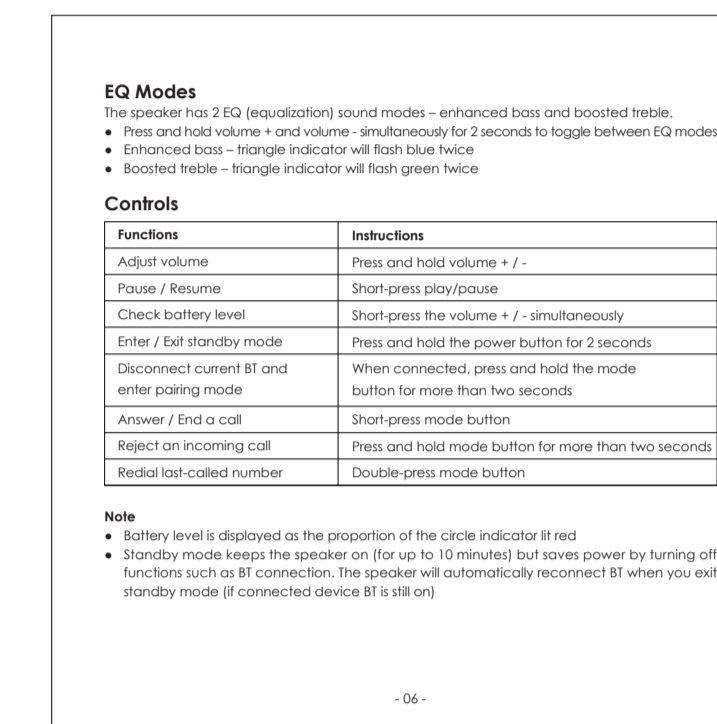 EQ Modes
The speaker has 2 EQ (equalization) sound modes – enhanced bass and boosted treble.
● Press and hold volume + and volume - simultaneously for 2 seconds to toggle between EQ modes
● Enhanced bass – triangle indicator will flash blue twice
● Boosted treble – triangle indicator will flash green twice
Controls
Functions Instructions
Adjust volume Press and hold volume + / -
Pause / Resume Short-press play/pause
Check battery level Short-press the volume + / - simultaneously
Enter / Exit standby mode Press and hold the power button for 2 seconds
Disconnect current BT and When connected, press and hold the mode
enter pairing mode button for more than two seconds
Answer / End a call Short-press mode button
Reject an incoming call Press and hold mode button for more than two seconds
Redial last-called number Double-press mode button
Note
● Battery level is displayed as the proportion of the circle indicator lit red
● Standby mode keeps the speaker on (for up to 10 minutes) but saves power by turning off
functions such as BT connection. The speaker will automatically reconnect BT when you exit
standby mode (if connected device BT is still on)
- 06 -